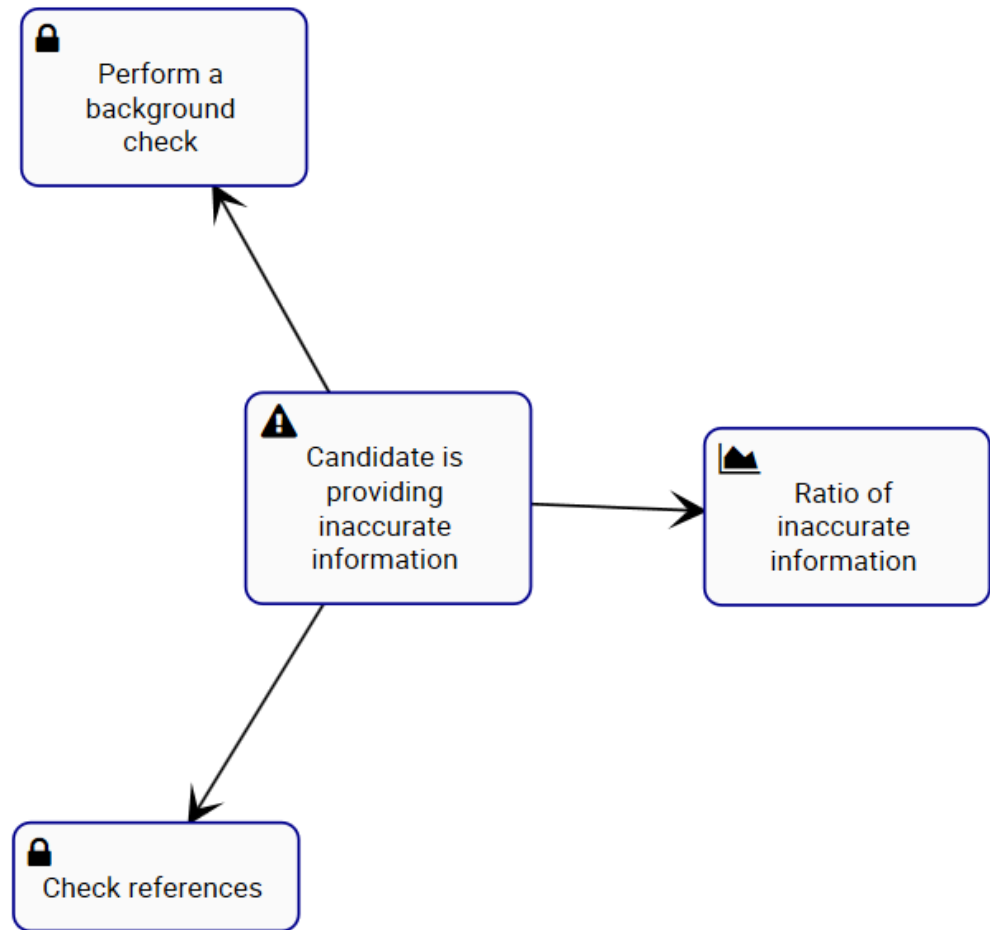 Perform a
background
check
Candidate is
providing
inaccurate
information
Ratio of
inaccurate
information
Check references